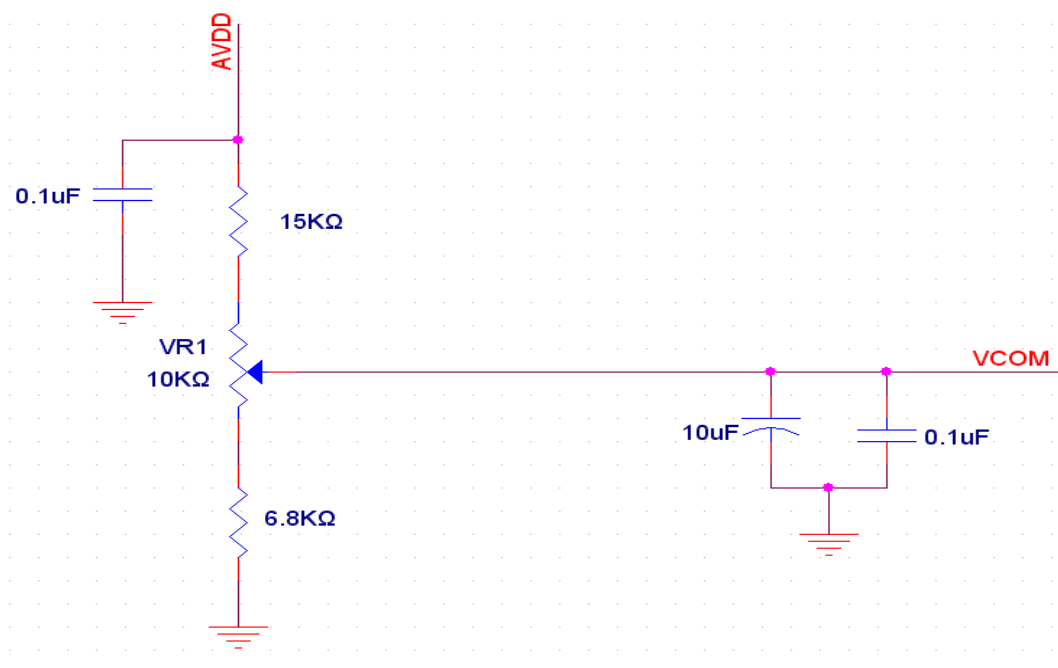 AVDD
0.1uF
15KΩ
VR1
10KΩ
VCOM
10uF
0.1uF
6.8KΩ